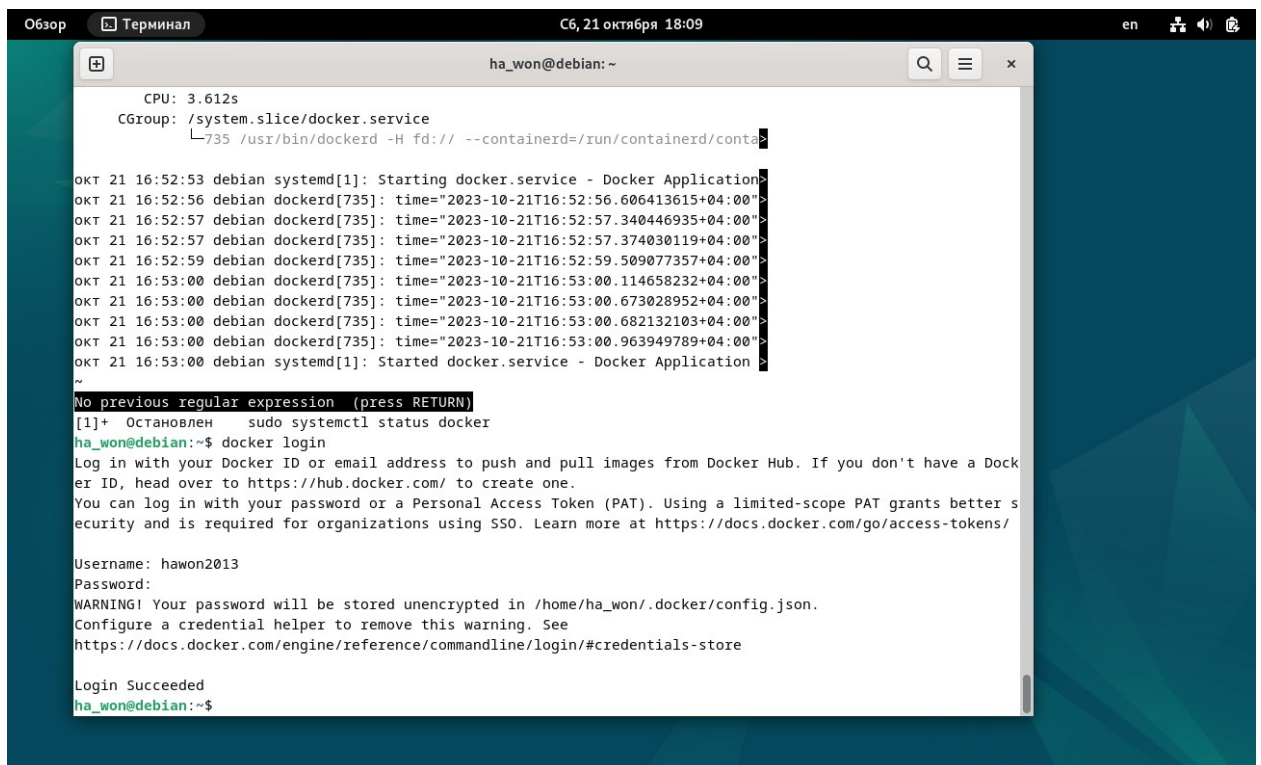 Обзор Терминал Сб, 21 октября 18:09 en
ha_won@debian: ~
CPU: 3.612s
CGroup: /system.slice/docker.service
└─735 /usr/bin/dockerd -H fd:// --containerd=/run/containerd/conta>
окт 21 16:52:53 debian systemd[1]: Starting docker.service - Docker Application>
окт 21 16:52:56 debian dockerd[735]: time="2023-10-21T16:52:56.606413615+04:00">
окт 21 16:52:57 debian dockerd[735]: time="2023-10-21T16:52:57.340446935+04:00">
окт 21 16:52:57 debian dockerd[735]: time="2023-10-21T16:52:57.374030119+04:00">
окт 21 16:52:59 debian dockerd[735]: time="2023-10-21T16:52:59.509077357+04:00">
окт 21 16:53:00 debian dockerd[735]: time="2023-10-21T16:53:00.114658232+04:00">
окт 21 16:53:00 debian dockerd[735]: time="2023-10-21T16:53:00.673028952+04:00">
окт 21 16:53:00 debian dockerd[735]: time="2023-10-21T16:53:00.682132103+04:00">
окт 21 16:53:00 debian dockerd[735]: time="2023-10-21T16:53:00.963949789+04:00">
окт 21 16:53:00 debian systemd[1]: Started docker.service - Docker Application >
~
No previous regular expression  (press RETURN)
[1]+  Остановлен    sudo systemctl status docker
ha_won@debian:~$ docker login
Log in with your Docker ID or email address to push and pull images from Docker Hub. If you don't have a Dock
er ID, head over to https://hub.docker.com/ to create one.
You can log in with your password or a Personal Access Token (PAT). Using a limited-scope PAT grants better s
ecurity and is required for organizations using SSO. Learn more at https://docs.docker.com/go/access-tokens/
Username: hawon2013
Password:
WARNING! Your password will be stored unencrypted in /home/ha_won/.docker/config.json.
Configure a credential helper to remove this warning. See
https://docs.docker.com/engine/reference/commandline/login/#credentials-store
Login Succeeded
ha_won@debian:~$